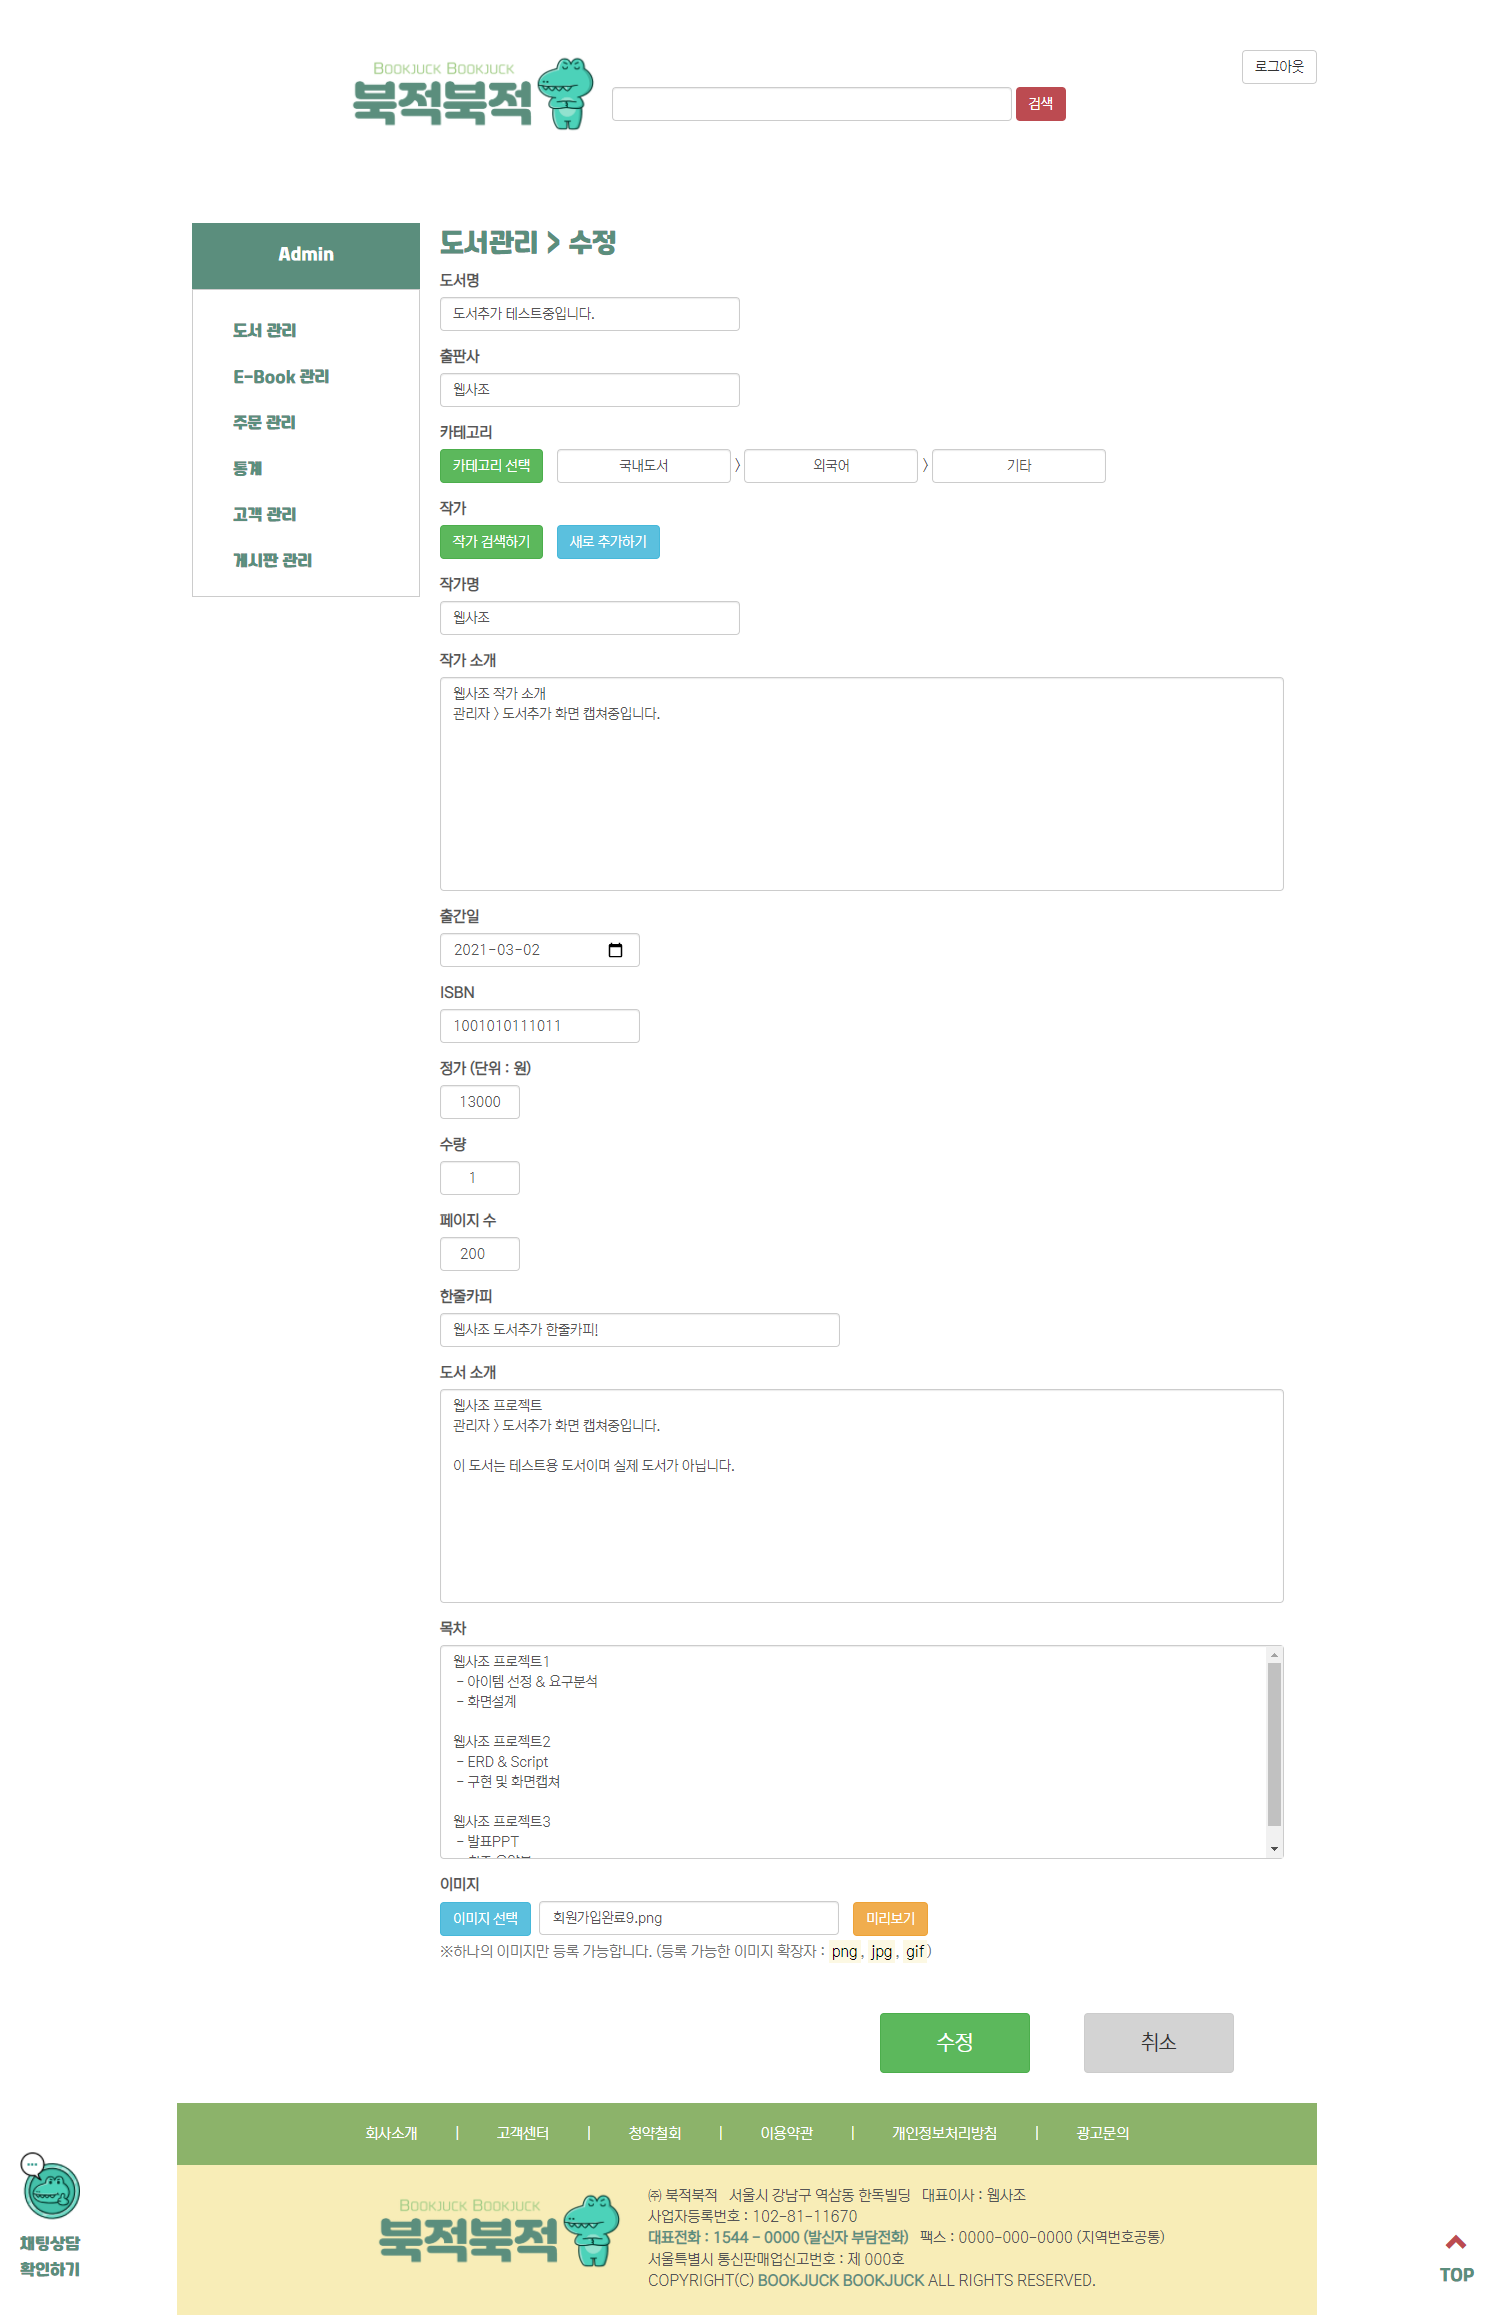 로그아웃
BOOKJUCK BOOKJUCK
북적북적
검색
Admin
도서 관리
E-Book 관리
주문 관리
통계
고객 관리
게시판 관리
도서관리 > 수정
도서명
도서추가 테스트중입니다.
출판사
웹사조
카테고리
카테고리 선택 국내도서 > 외국어 > 기타
작가
작가 검색하기 새로 추가하기
작가명
웹사조
작가 소개
웹사조 작가 소개
관리자 > 도서추가 화면 캡쳐중입니다.
출간일
2021-03-02
ISBN
1001010111011
정가 (단위 : 원)
13000
수량
1
페이지 수
200
한줄카피
웹사조 도서추가 한줄카피!
도서 소개
웹사조 프로젝트
관리자 > 도서추가 화면 캡쳐중입니다.
이 도서는 테스트용 도서이며 실제 도서가 아닙니다.
목차
웹사조 프로젝트1
- 아이템 선정 & 요구분석
- 화면설계
웹사조 프로젝트2
- ERD & Script
- 구현 및 화면캡쳐
웹사조 프로젝트3
- 발표PPT
이미지
이미지 선택 회원가입완료9.png 미리보기
※하나의 이미지만 등록 가능합니다. (등록 가능한 이미지 확장자 : png, jpg, gif)
수정 취소
회사소개 | 고객센터 | 청약철회 | 이용약관 | 개인정보처리방침 | 광고문의
BOOKJUCK BOOKJUCK
북적북적
㈜ 북적북적 서울시 강남구 역삼동 한독빌딩 대표이사 : 웹사조
사업자등록번호 : 102-81-11670
대표전화 : 1544 - 0000 (발신자 부담전화) 팩스 : 0000-000-0000 (지역번호공통)
서울특별시 통신판매업신고번호 : 제 000호
COPYRIGHT(C) BOOKJUCK BOOKJUCK ALL RIGHTS RESERVED.
채팅상담
확인하기
TOP